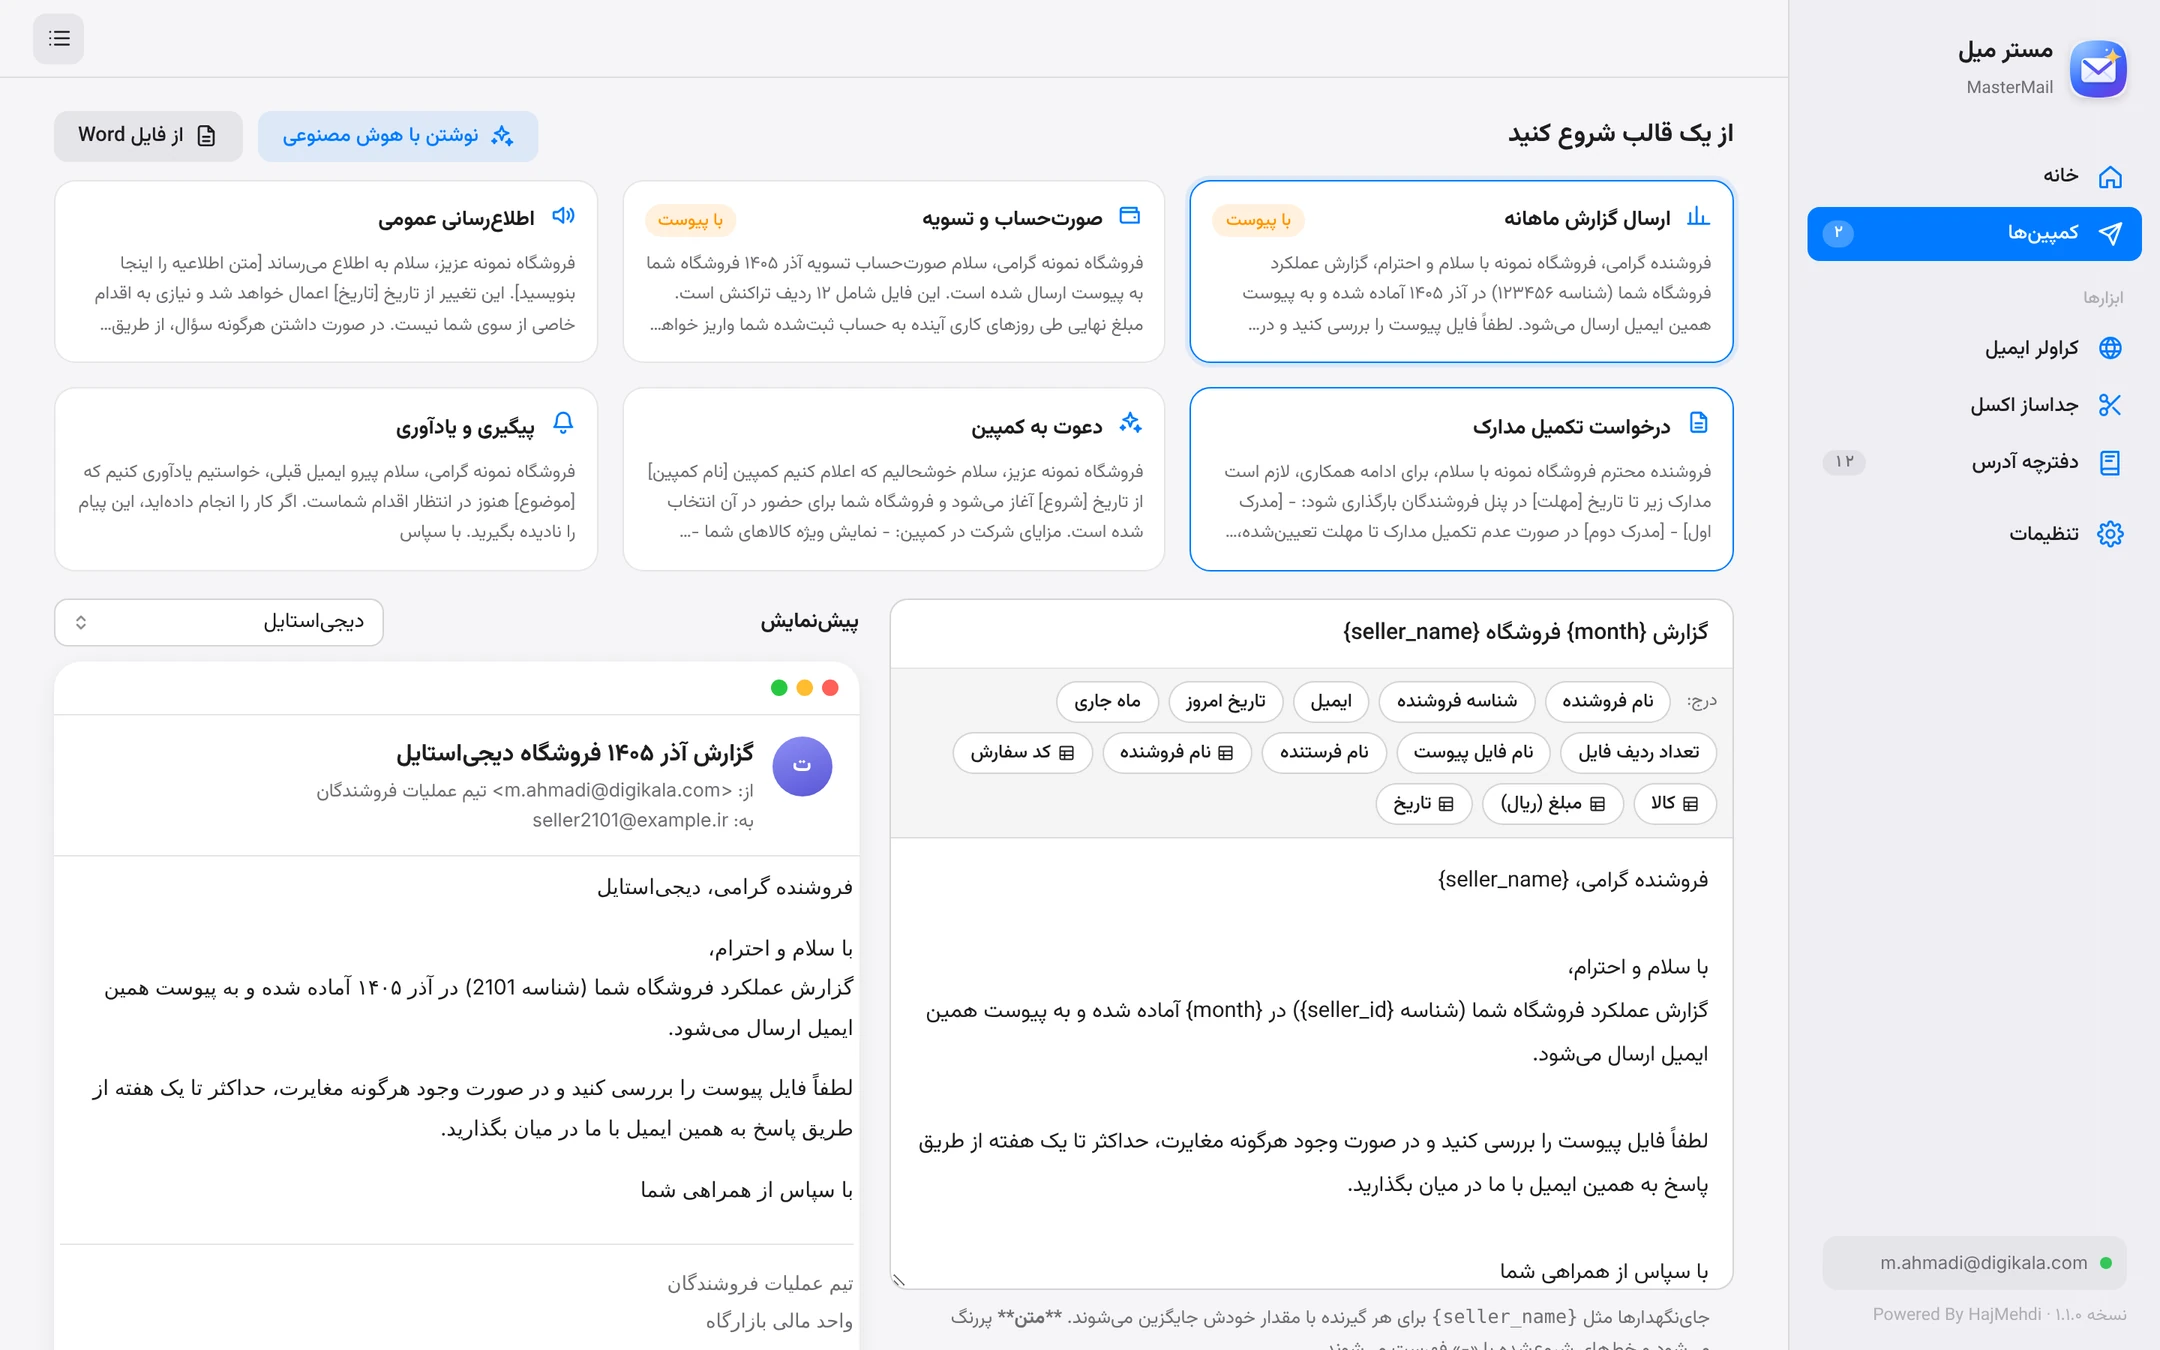 مستر میل
MasterMail
خانه
کمپین‌ها
۲
ابزارها
کراولر ایمیل
جداساز اکسل
دفترچه آدرس
۱۲
تنظیمات
m.ahmadi@digikala.com
نسخه ۱.۱.۰ · Powered By HajMehdi
از یک قالب شروع کنید
نوشتن با هوش مصنوعی
از فایل Word
ارسال گزارش ماهانه
با پیوست
فروشنده گرامی، فروشگاه نمونه با سلام و احترام، گزارش عملکرد
فروشگاه شما (شناسه ۱۲۳۴۵۶) در آذر ۱۴۰۵ آماده شده و به پیوست
همین ایمیل ارسال می‌شود. لطفاً فایل پیوست را بررسی کنید و در...
صورت‌حساب و تسویه
با پیوست
فروشگاه نمونه گرامی، سلام صورت‌حساب تسویه آذر ۱۴۰۵ فروشگاه شما
به پیوست ارسال شده است. این فایل شامل ۱۲ ردیف تراکنش است.
مبلغ نهایی طی روزهای کاری آینده به حساب ثبت‌شده شما واریز خواهـ...
اطلاع‌رسانی عمومی
فروشگاه نمونه عزیز، سلام به اطلاع می‌رساند [متن اطلاعیه را اینجا
بنویسید]. این تغییر از تاریخ [تاریخ] اعمال خواهد شد و نیازی به اقدام
خاصی از سوی شما نیست. در صورت داشتن هرگونه سؤال، از طریق...
درخواست تکمیل مدارک
فروشنده محترم فروشگاه نمونه با سلام، برای ادامه همکاری، لازم است
مدارک زیر تا تاریخ [مهلت] در پنل فروشندگان بارگذاری شود: - [مدرک
اول] - [مدرک دوم] در صورت عدم تکمیل مدارک تا مهلت تعیین‌شده،...
دعوت به کمپین
فروشگاه نمونه عزیز، سلام خوشحالیم که اعلام کنیم کمپین [نام کمپین]
از تاریخ [شروع] آغاز می‌شود و فروشگاه شما برای حضور در آن انتخاب
شده است. مزایای شرکت در کمپین: - نمایش ویژه کالاهای شما -...
پیگیری و یادآوری
فروشگاه نمونه گرامی، سلام پیرو ایمیل قبلی، خواستیم یادآوری کنیم که
[موضوع] هنوز در انتظار اقدام شماست. اگر کار را انجام داده‌اید، این پیام
را نادیده بگیرید. با سپاس
گزارش {month} فروشگاه {seller_name}
درج:
نام فروشنده
شناسه فروشنده
ایمیل
تاریخ امروز
ماه جاری
تعداد ردیف فایل
نام فایل پیوست
نام فرستنده
نام فروشنده
کد سفارش
کالا
مبلغ (ریال)
تاریخ
فروشنده گرامی، {seller_name}
با سلام و احترام،
گزارش عملکرد فروشگاه شما (شناسه {seller_id}) در {month} آماده شده و به پیوست همین
ایمیل ارسال می‌شود.
لطفاً فایل پیوست را بررسی کنید و در صورت وجود هرگونه مغایرت، حداکثر تا یک هفته از طریق
پاسخ به همین ایمیل با ما در میان بگذارید.
با سپاس از همراهی شما
جای‌نگهدارها مثل {seller_name} برای هر گیرنده با مقدار خودش جایگزین می‌شوند. **متن** پررنگ
پیش‌نمایش
دیجی‌استایل
ت
گزارش آذر ۱۴۰۵ فروشگاه دیجی‌استایل
از: <m.ahmadi@digikala.com> تیم عملیات فروشندگان
به: seller2101@example.ir
فروشنده گرامی، دیجی‌استایل
با سلام و احترام،
گزارش عملکرد فروشگاه شما (شناسه 2101) در آذر ۱۴۰۵ آماده شده و به پیوست همین
ایمیل ارسال می‌شود.
لطفاً فایل پیوست را بررسی کنید و در صورت وجود هرگونه مغایرت، حداکثر تا یک هفته از
طریق پاسخ به همین ایمیل با ما در میان بگذارید.
با سپاس از همراهی شما
تیم عملیات فروشندگان
واحد مالی بازارگاه